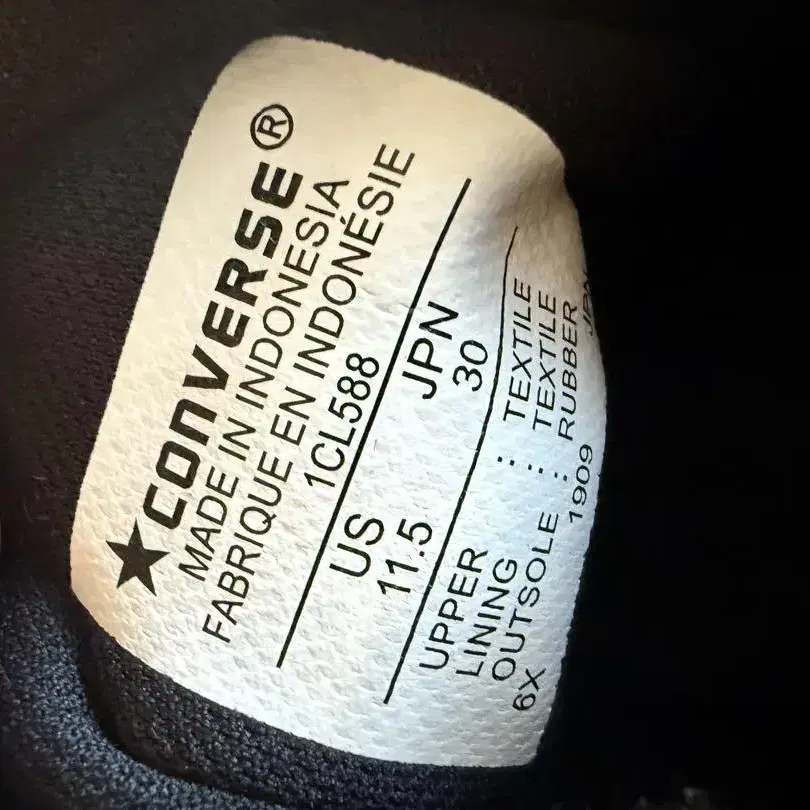 ★CONVERSE®
MADE IN INDONESIA
FABRIQUE EN INDONÉSIE
1CL588
US JPN
11.5 30
UPPER : TEXTILE
LINING : TEXTILE
OUTSOLE : RUBBER
6X 1909 JPN